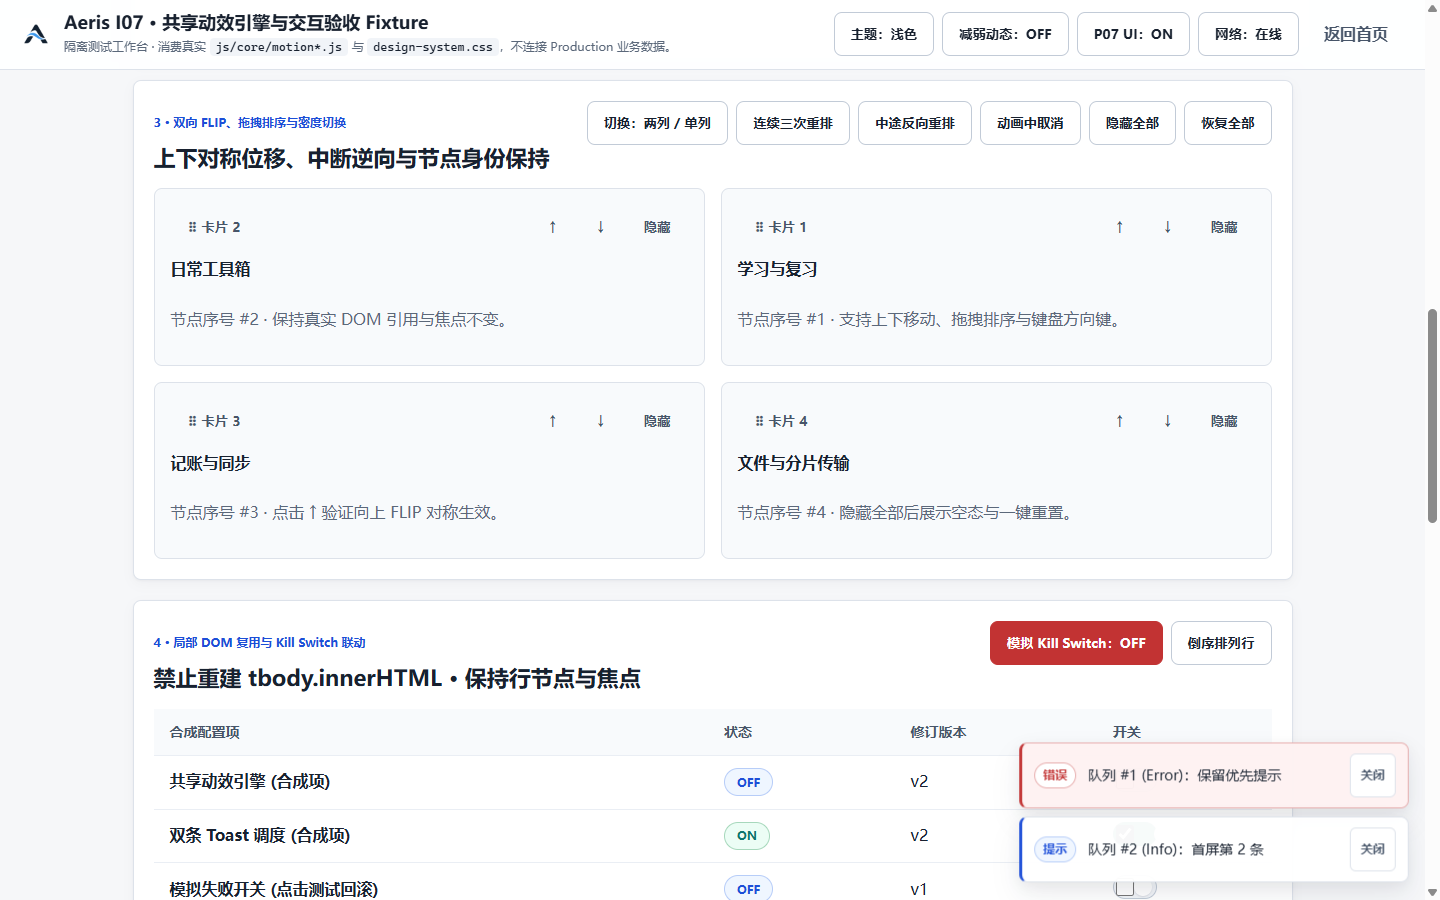 Aeris I07 • 共享动效引擎与交互验收 Fixture
隔离测试工作台 · 消费真实 js/core/motion*.js 与 design-system.css，不连接 Production 业务数据。
主题：浅色
减弱动态：OFF
P07 UI：ON
网络：在线
返回首页
3 • 双向 FLIP、拖拽排序与密度切换
上下对称位移、中断逆向与节点身份保持
切换：两列 / 单列
连续三次重排
中途反向重排
动画中取消
隐藏全部
恢复全部
⠿ 卡片 2 ↑ ↓ 隐藏
日常工具箱
节点序号 #2 · 保持真实 DOM 引用与焦点不变。
⠿ 卡片 1 ↑ ↓ 隐藏
学习与复习
节点序号 #1 · 支持上下移动、拖拽排序与键盘方向键。
⠿ 卡片 3 ↑ ↓ 隐藏
记账与同步
节点序号 #3 · 点击 ↑ 验证向上 FLIP 对称生效。
⠿ 卡片 4 ↑ ↓ 隐藏
文件与分片传输
节点序号 #4 · 隐藏全部后展示空态与一键重置。
4 • 局部 DOM 复用与 Kill Switch 联动
禁止重建 tbody.innerHTML • 保持行节点与焦点
模拟 Kill Switch：OFF
倒序排列行
合成配置项 状态 修订版本 开关
共享动效引擎 (合成项) OFF v2
双条 Toast 调度 (合成项) ON v2
模拟失败开关 (点击测试回滚) OFF v1
错误 队列 #1 (Error)：保留优先提示 关闭
提示 队列 #2 (Info)：首屏第 2 条 关闭